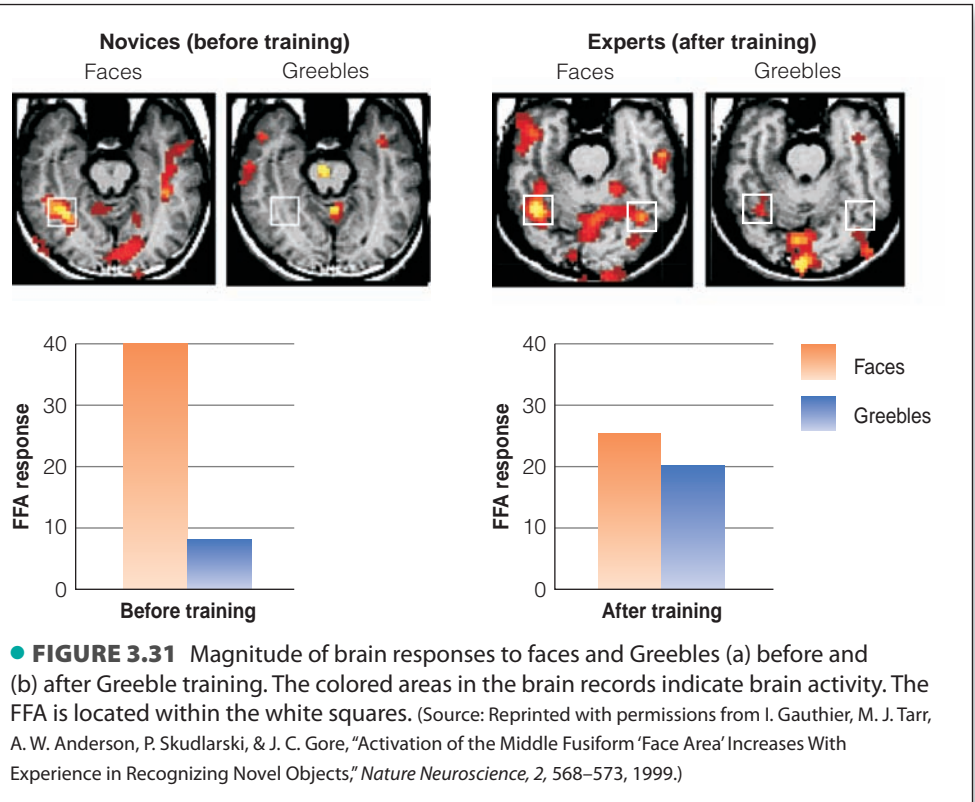 Novices (before training)
Faces Greebles
Experts (after training)
Faces Greebles
40
30
20
10
0
FFA response
Before training
40
30
20
10
0
FFA response
After training
Faces
Greebles
● FIGURE 3.31 Magnitude of brain responses to faces and Greebles (a) before and
(b) after Greeble training. The colored areas in the brain records indicate brain activity. The
FFA is located within the white squares. (Source: Reprinted with permissions from I. Gauthier, M. J. Tarr,
A. W. Anderson, P. Skudlarski, & J. C. Gore, “Activation of the Middle Fusiform ‘Face Area’ Increases With
Experience in Recognizing Novel Objects,” Nature Neuroscience, 2, 568–573, 1999.)